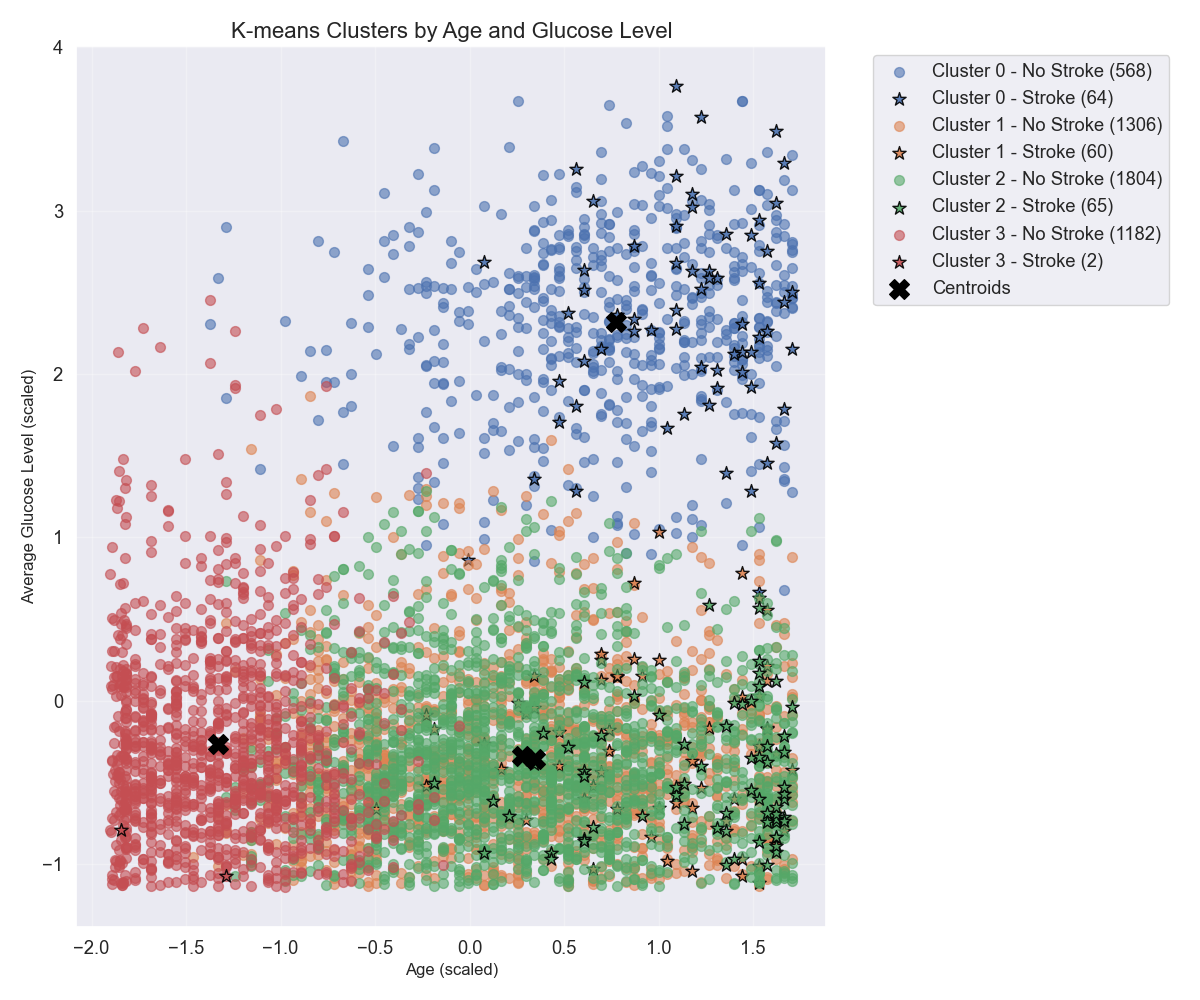 K-means Clusters by Age and Glucose Level
Cluster 0 - No Stroke (568)
Cluster 0 - Stroke (64)
Cluster 1 - No Stroke (1306)
Cluster 1 - Stroke (60)
Cluster 2 - No Stroke (1804)
Cluster 2 - Stroke (65)
Cluster 3 - No Stroke (1182)
Cluster 3 - Stroke (2)
Centroids
Average Glucose Level (scaled)
4
3
2
1
0
−1
−2.0 −1.5 −1.0 −0.5 0.0 0.5 1.0 1.5
Age (scaled)